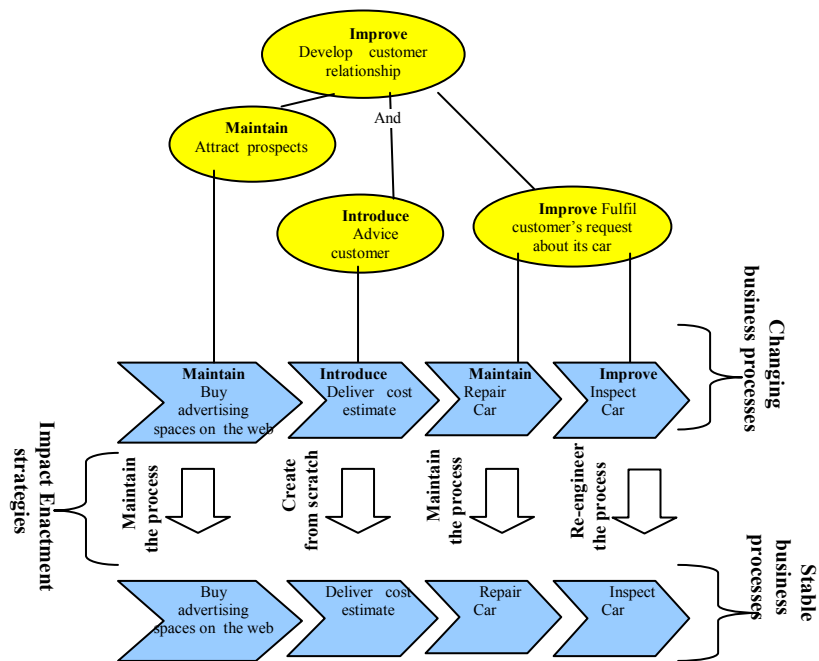 Improve
Develop customer
relationship
And
Maintain
Attract prospects
Introduce
Advice
customer
Improve Fulfil
customer's request
about its car
Changing
business processes
Maintain
Buy
advertising
spaces on the web
Introduce
Deliver cost
estimate
Maintain
Repair
Car
Improve
Inspect
Car
Impact Enactment
strategies
Maintain
the process
Create
from scratch
Maintain
the process
Re-engineer
the process
Stable
business
processes
Buy
advertising
spaces on the web
Deliver cost
estimate
Repair
Car
Inspect
Car